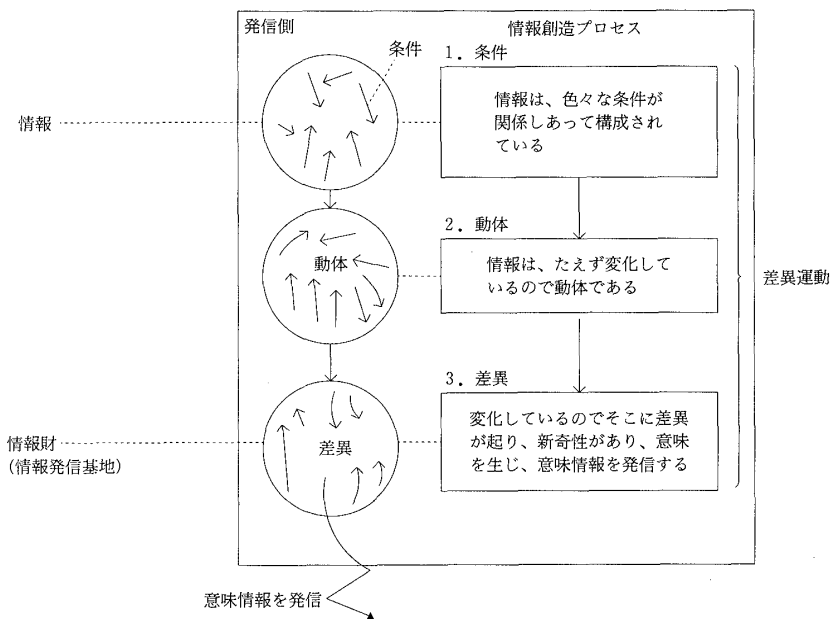 発信側
情報創造プロセス
条件
1. 条件
情報は、色々な条件が
関係しあって構成され
ている
情報
2. 動体
動体
情報は、たえず変化して
いるので動体である
差異運動
3. 差異
差異
変化しているのでそこに差異
が起り、新奇性があり、意味
を生じ、意味情報を発信する
情報財
(情報発信基地)
意味情報を発信